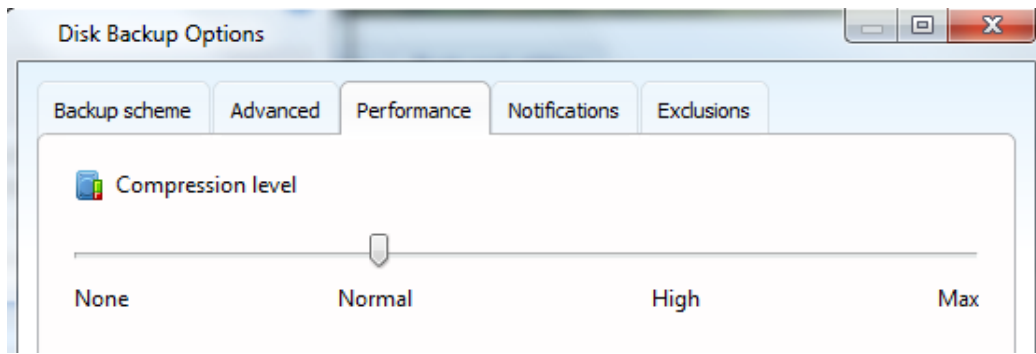 Disk Backup Options
Backup scheme Advanced Performance Notifications Exclusions
Compression level
None Normal High Max